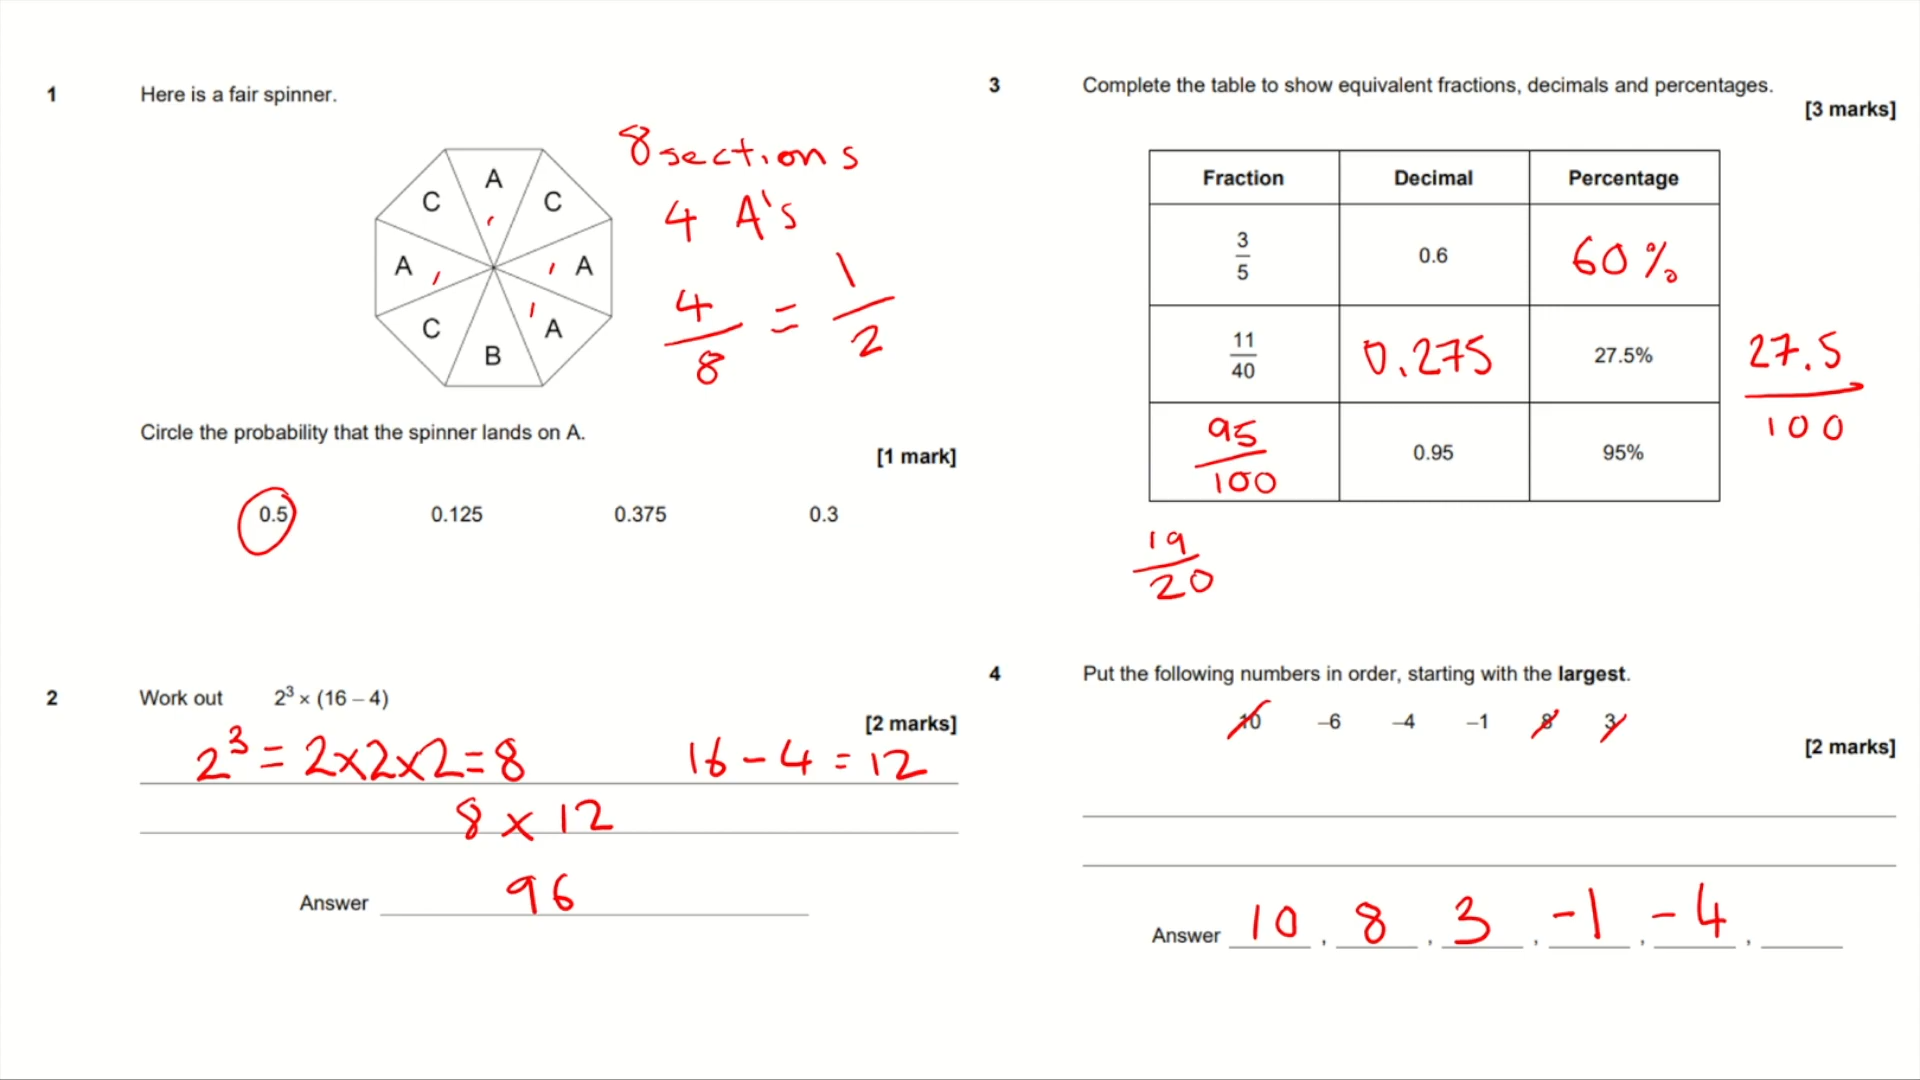 1 Here is a fair spinner.
A
C
C
A
A
C
A
B
8 sections
4 A's
4/8 = 1/2
Circle the probability that the spinner lands on A.
[1 mark]
0.5 0.125 0.375 0.3
2 Work out 2³ × (16 – 4)
[2 marks]
2³ = 2×2×2=8 16 - 4 = 12
8 × 12
Answer 96
3 Complete the table to show equivalent fractions, decimals and percentages.
[3 marks]
Fraction Decimal Percentage
3/5 0.6 60%
11/40 0.275 27.5% 27.5/100
95/100 0.95 95%
19/20
4 Put the following numbers in order, starting with the largest.
10 –6 –4 –1 8 3
[2 marks]
Answer 10 , 8 , 3 , -1 , -4 ,